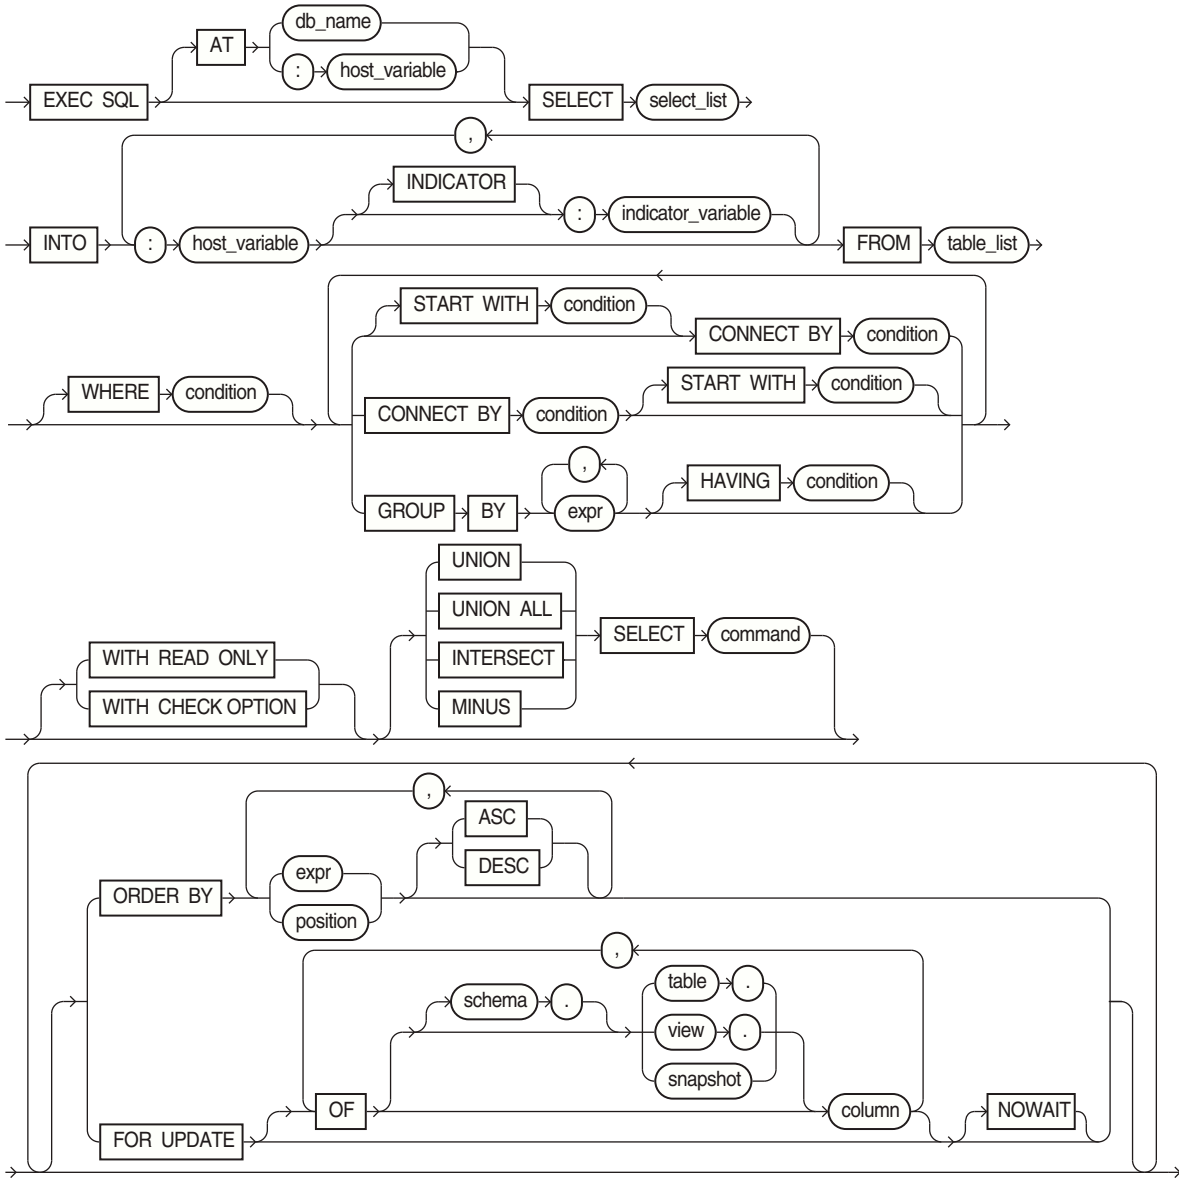 db_name
AT
: host_variable
EXEC SQL SELECT select_list
,
INDICATOR
: indicator_variable
INTO : host_variable FROM table_list
START WITH condition
CONNECT BY condition
WHERE condition
START WITH condition
CONNECT BY condition
,
HAVING condition
GROUP BY expr
UNION
UNION ALL
SELECT command
WITH READ ONLY INTERSECT
WITH CHECK OPTION MINUS
,
ASC
DESC
expr
ORDER BY
position
,
table .
schema .
view .
snapshot
OF column NOWAIT
FOR UPDATE